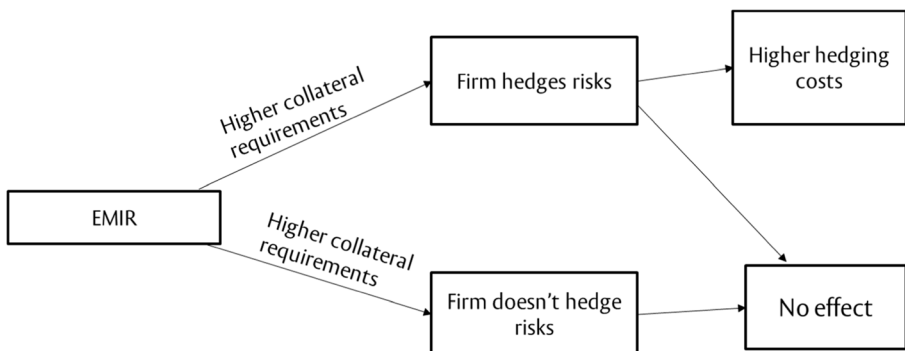 Higher collateral
requirements
Firm hedges risks
Higher hedging
costs
EMIR
Higher collateral
requirements
Firm doesn't hedge
risks
No effect